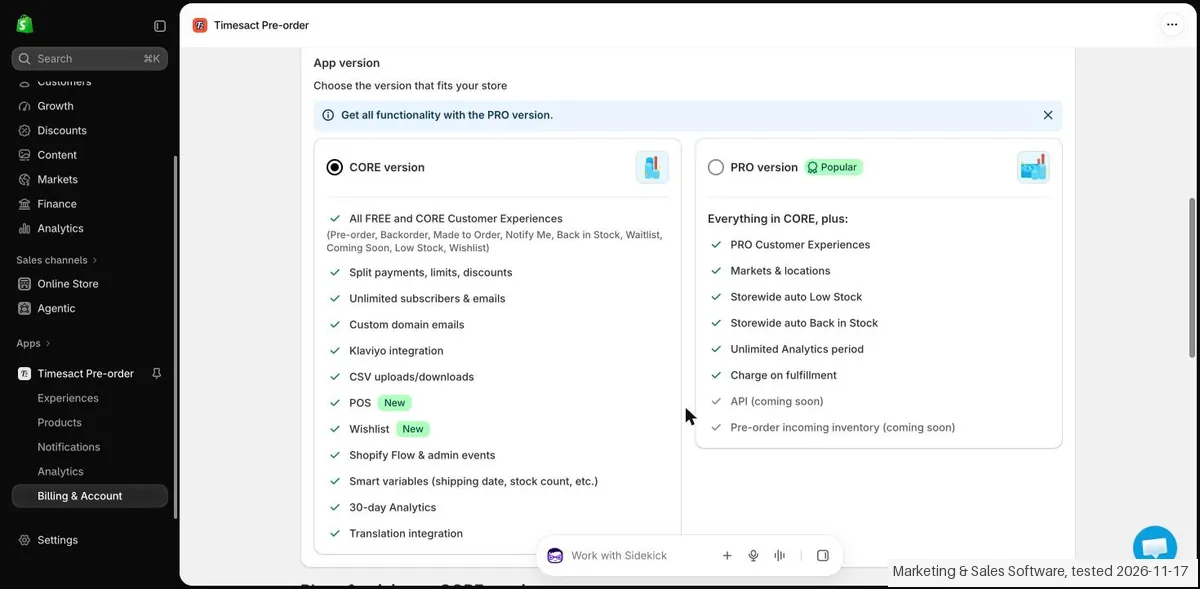 Search ⌘K
Customers
Growth
Discounts
Content
Markets
Finance
Analytics
Sales channels
Online Store
Agentic
Apps
Timesact Pre-order
Experiences
Products
Notifications
Analytics
Billing & Account
Settings
Timesact Pre-order
App version
Choose the version that fits your store
Get all functionality with the PRO version.
CORE version
All FREE and CORE Customer Experiences
(Pre-order, Backorder, Made to Order, Notify Me, Back in Stock, Waitlist,
Coming Soon, Low Stock, Wishlist)
Split payments, limits, discounts
Unlimited subscribers & emails
Custom domain emails
Klaviyo integration
CSV uploads/downloads
POS New
Wishlist New
Shopify Flow & admin events
Smart variables (shipping date, stock count, etc.)
30-day Analytics
Translation integration
PRO version Popular
Everything in CORE, plus:
PRO Customer Experiences
Markets & locations
Storewide auto Low Stock
Storewide auto Back in Stock
Unlimited Analytics period
Charge on fulfillment
API (coming soon)
Pre-order incoming inventory (coming soon)
Work with Sidekick
Marketing & Sales Software, tested 2026-11-17